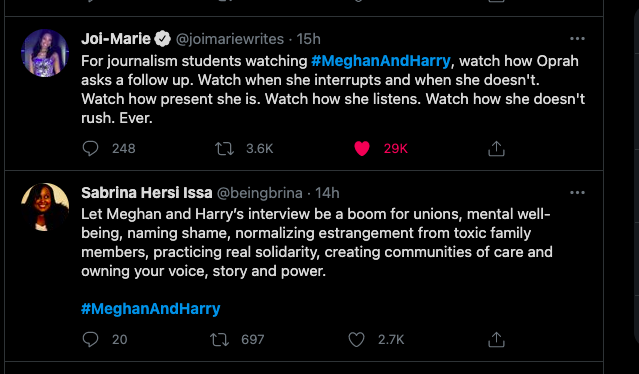 Joi-Marie @joimariewrites · 15h
For journalism students watching #MeghanAndHarry, watch how Oprah
asks a follow up. Watch when she interrupts and when she doesn't.
Watch how present she is. Watch how she listens. Watch how she doesn't
rush. Ever.
248 3.6K 29K
Sabrina Hersi Issa @beingbrina · 14h
Let Meghan and Harry’s interview be a boom for unions, mental well-
being, naming shame, normalizing estrangement from toxic family
members, practicing real solidarity, creating communities of care and
owning your voice, story and power.
#MeghanAndHarry
20 697 2.7K